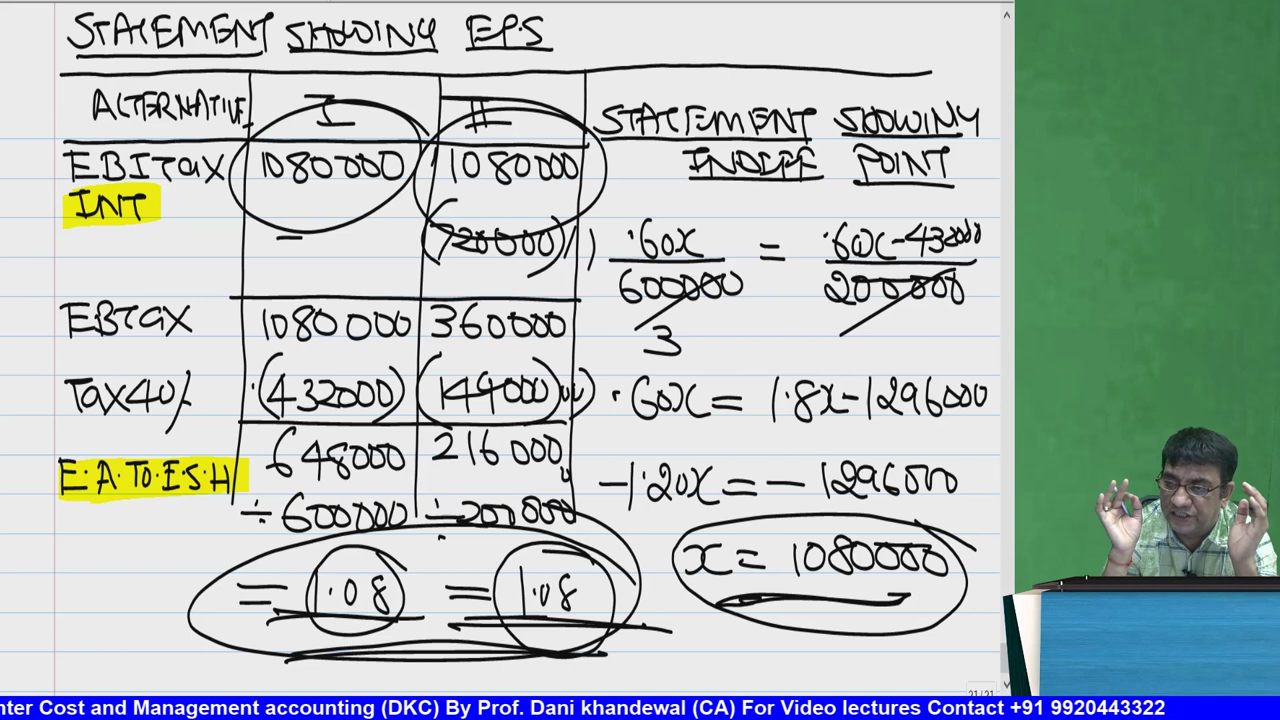 STATEMENT SHOWING EPS
ALTERNATIVE I II
EBITax 1080000 1080000
INT - (720000)
EBTax 1080000 360000
Tax40% (432000) (144000)
E.A.TO.E.S.H 648000 216000
÷600000 ÷200000
= 1.08 = 1.08
STATEMENT SHOWING
INDIFF POINT
.60x = .60x-432000
600000 200000
3
.60x = 1.8x-1296000
-1.20x = - 1296000
x = 1080000
21/21
nter Cost and Management accounting (DKC) By Prof. Dani khandewal (CA) For Video lectures Contact +91 9920443322